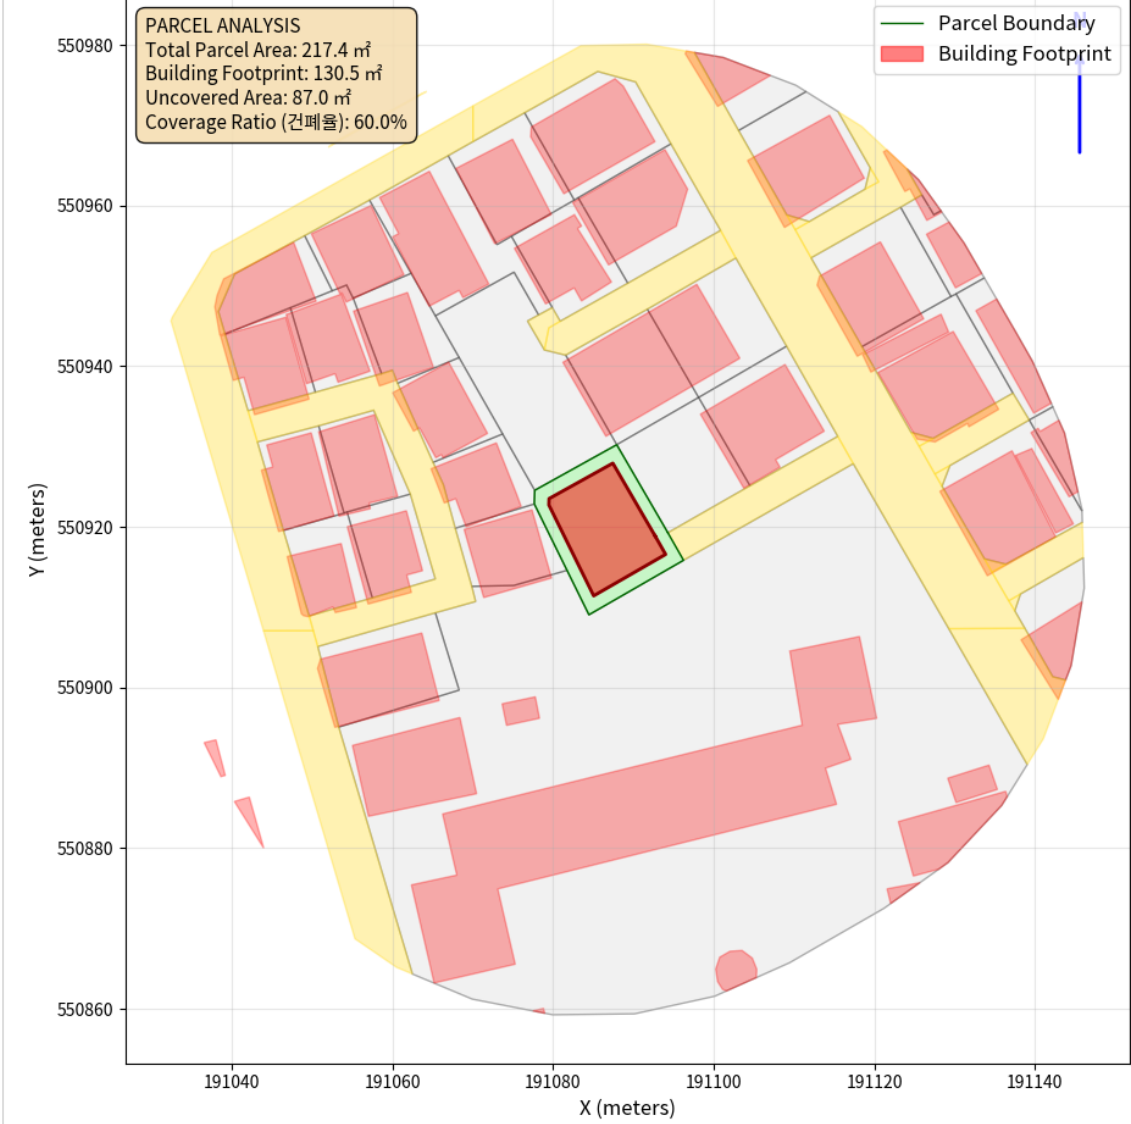 PARCEL ANALYSIS
Total Parcel Area: 217.4 ㎡
Building Footprint: 130.5 ㎡
Uncovered Area: 87.0 ㎡
Coverage Ratio (건폐율): 60.0%
Parcel Boundary
Building Footprint
N
550980
550960
550940
550920
550900
550880
550860
Y (meters)
191040
191060
191080
191100
191120
191140
X (meters)